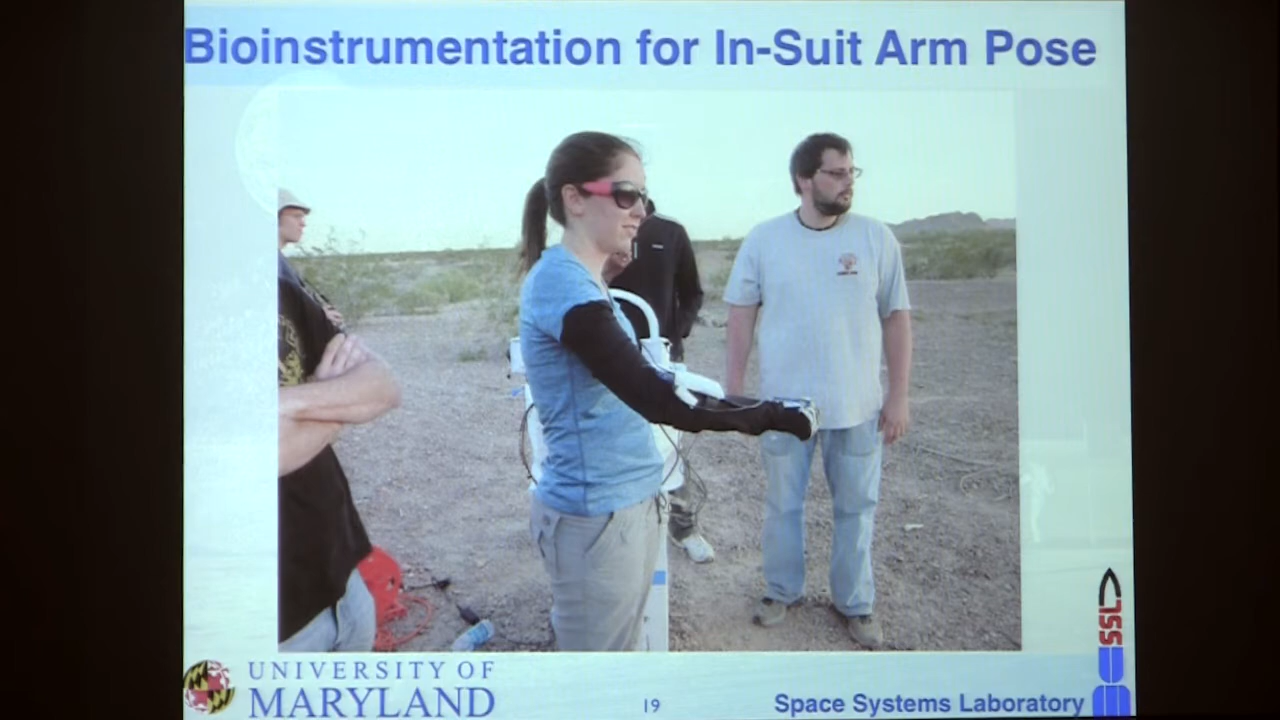 Bioinstrumentation for In-Suit Arm Pose
SSL
UNIVERSITY OF
MARYLAND
19
Space Systems Laboratory